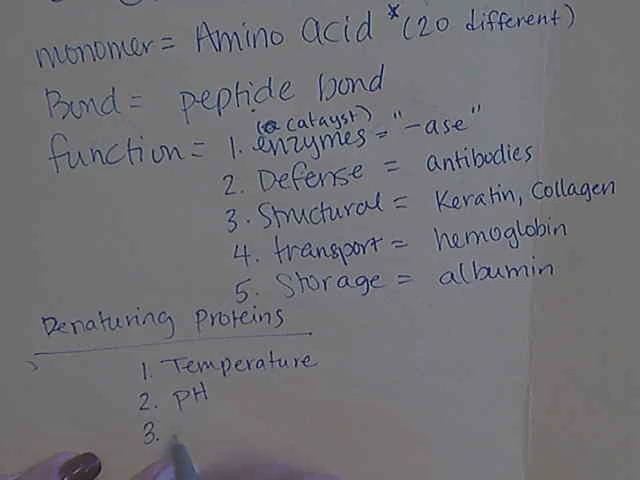 monomer = Amino acid *(20 different)
Bond = peptide bond
(a catayst)
function = 1. enzymes = "-ase"
2. Defense = antibodies
3. Structural = Keratin, Collagen
4. transport = hemoglobin
5. Storage = albumin
Denaturing Proteins
1. Temperature
2. PH
3.